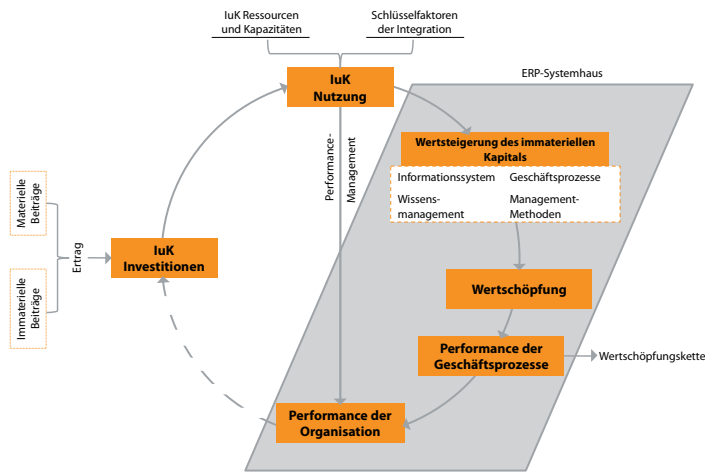 IuK Ressourcen
und Kapazitäten
Schlüsselfaktoren
der Integration
IuK
Nutzung
ERP-Systemhaus
Performance-
Management
Wertsteigerung des immateriellen
Kapitals
Informationssystem
Geschäftsprozesse
Wissens-
management
Management-
Methoden
Materielle
Beiträge
Immaterielle
Beiträge
Ertrag
IuK
Investitionen
Wertschöpfung
Performance der
Geschäftsprozesse
Wertschöpfungskette
Performance der
Organisation